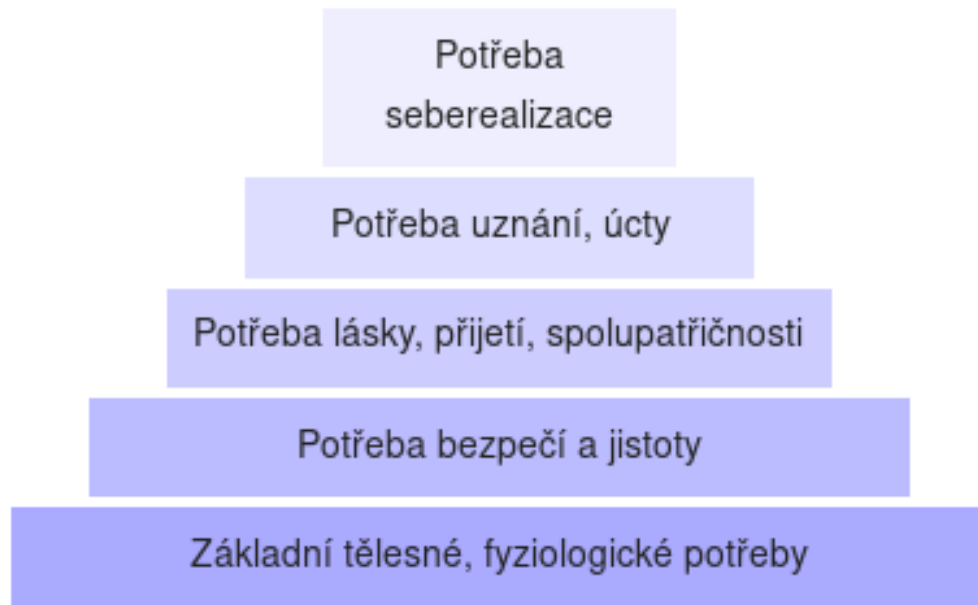 Potřeba
seberealizace
Potřeba uznání, úcty
Potřeba lásky, přijetí, spolupatřičnosti
Potřeba bezpečí a jistoty
Základní tělesné, fyziologické potřeby